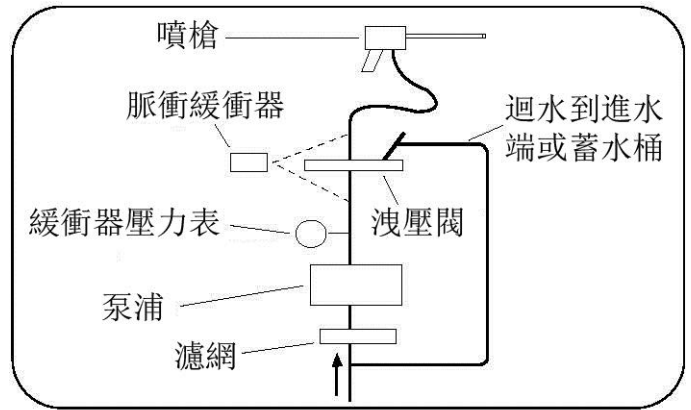 噴槍
脈衝緩衝器
迴水到進水
端或蓄水桶
緩衝器壓力表
洩壓閥
泵浦
濾網